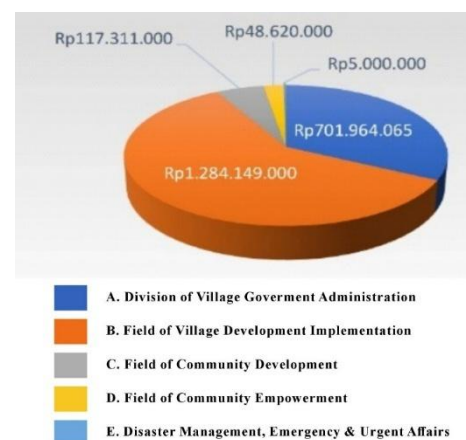 Rp117.311.000
Rp48.620.000
Rp5.000.000
Rp701.964.065
Rp1.284.149.000
A. Division of Village Goverment Administration
B. Field of Village Development Implementation
C. Field of Community Development
D. Field of Community Empowerment
E. Disaster Management, Emergency & Urgent Affairs